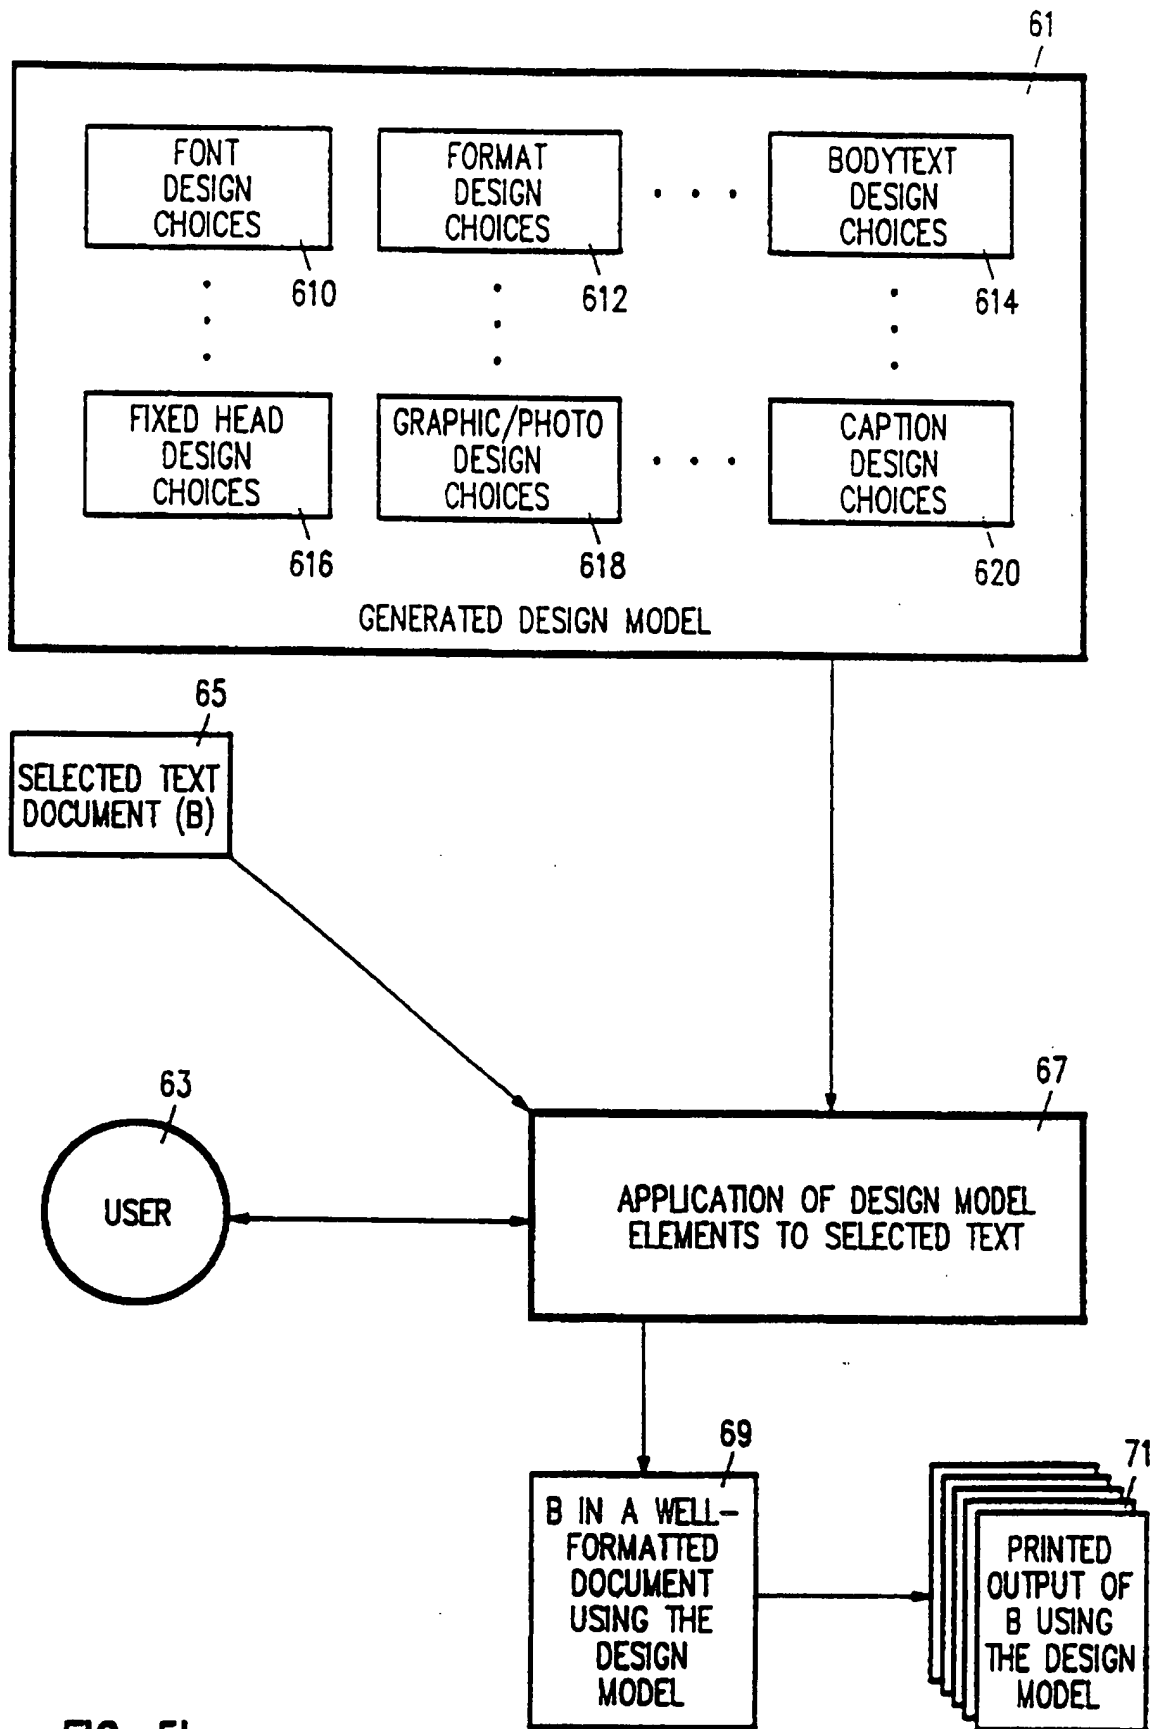 61
FONT
DESIGN
CHOICES
610
FORMAT
DESIGN
CHOICES
612
BODYTEXT
DESIGN
CHOICES
614
FIXED HEAD
DESIGN
CHOICES
616
GRAPHIC/PHOTO
DESIGN
CHOICES
618
CAPTION
DESIGN
CHOICES
620
GENERATED DESIGN MODEL
65
SELECTED TEXT
DOCUMENT (B)
63
USER
67
APPLICATION OF DESIGN MODEL
ELEMENTS TO SELECTED TEXT
69
B IN A WELL-
FORMATTED
DOCUMENT
USING THE
DESIGN
MODEL
71
PRINTED
OUTPUT OF
B USING
THE DESIGN
MODEL